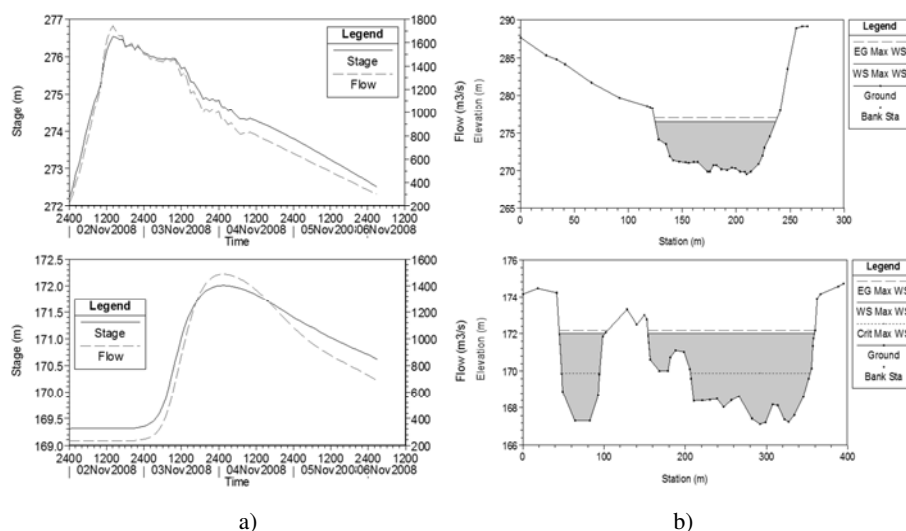 277
276
275
274
273
272
Stage (m)
1800
1600
1400
1200
1000
800
600
400
200
Flow (m3/s)
Legend
Stage
Flow
2400 1200 2400 1200 2400 1200 2400 1200 2400 1200
| 02Nov2008 | 03Nov2008 | 04Nov2008 | 05Nov2008 06Nov2008
Time
290
285
280
275
270
265
Elevation (m)
0 50 100 150 200 250 300
Station (m)
Legend
EG Max WS
WS Max WS
Ground
Bank Sta
172.5
172.0
171.5
171.0
170.5
170.0
169.5
169.0
Stage (m)
1600
1400
1200
1000
800
600
400
200
Flow (m3/s)
Legend
Stage
Flow
2400 1200 2400 1200 2400 1200 2400 1200 2400 1200
| 02Nov2008 | 03Nov2008 | 04Nov2008 | 05Nov2008 06Nov2008
Time
176
174
172
170
168
166
Elevation (m)
0 100 200 300 400
Station (m)
Legend
EG Max WS
WS Max WS
Crit Max WS
Ground
Bank Sta
a) b)